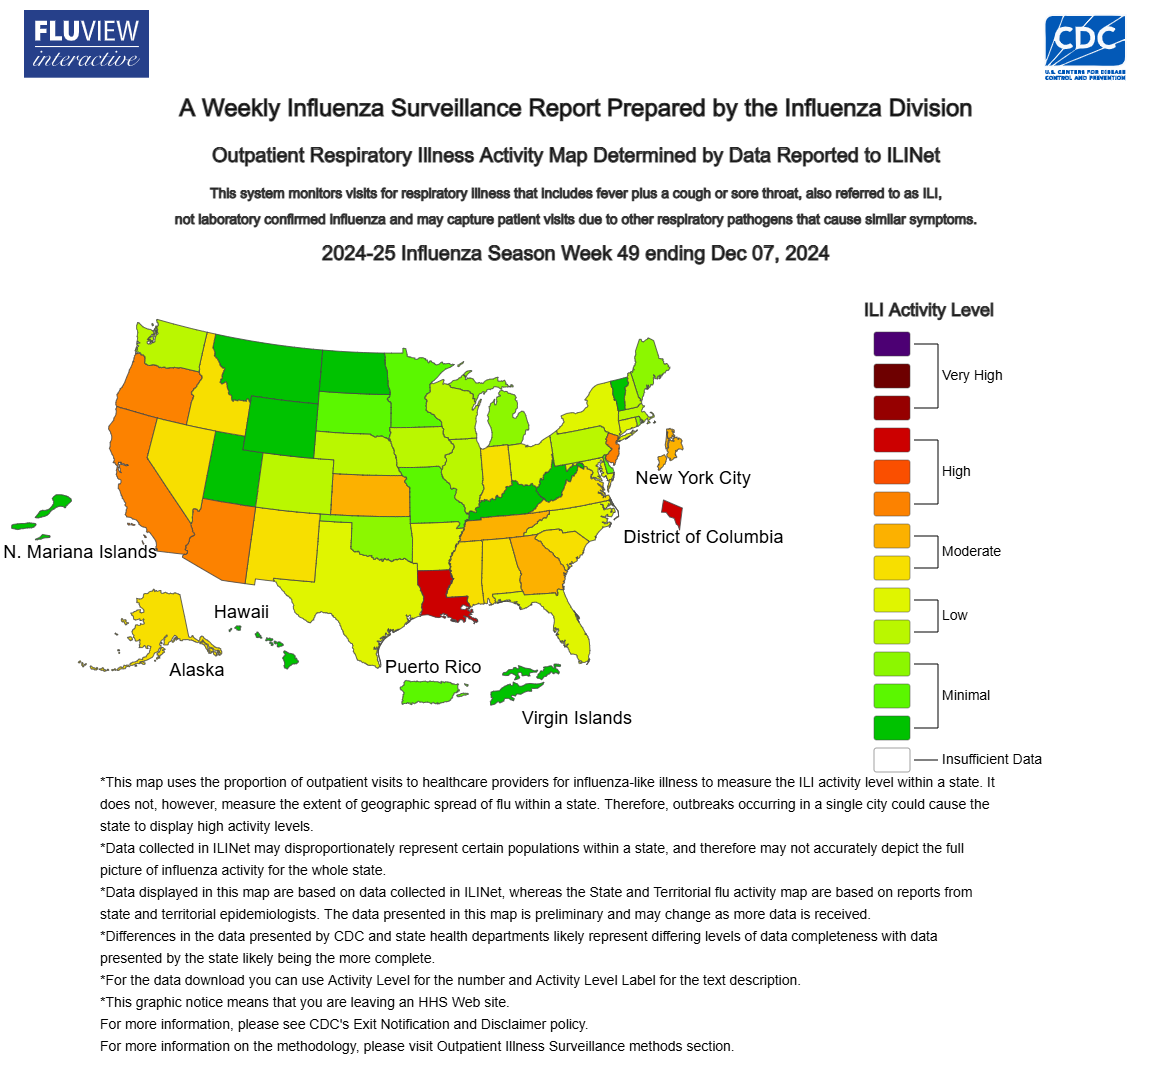 FLUVIEW
interactive
CDC
U.S. CENTERS FOR DISEASE
CONTROL AND PREVENTION
A Weekly Influenza Surveillance Report Prepared by the Influenza Division
Outpatient Respiratory Illness Activity Map Determined by Data Reported to ILINet
This system monitors visits for respiratory illness that includes fever plus a cough or sore throat, also referred to as ILI,
not laboratory confirmed influenza and may capture patient visits due to other respiratory pathogens that cause similar symptoms.
2024-25 Influenza Season Week 49 ending Dec 07, 2024
ILI Activity Level
Very High
High
Moderate
Low
Minimal
Insufficient Data
New York City
District of Columbia
N. Mariana Islands
Hawaii
Alaska
Puerto Rico
Virgin Islands
*This map uses the proportion of outpatient visits to healthcare providers for influenza-like illness to measure the ILI activity level within a state. It
does not, however, measure the extent of geographic spread of flu within a state. Therefore, outbreaks occurring in a single city could cause the
state to display high activity levels.
*Data collected in ILINet may disproportionately represent certain populations within a state, and therefore may not accurately depict the full
picture of influenza activity for the whole state.
*Data displayed in this map are based on data collected in ILINet, whereas the State and Territorial flu activity map are based on reports from
state and territorial epidemiologists. The data presented in this map is preliminary and may change as more data is received.
*Differences in the data presented by CDC and state health departments likely represent differing levels of data completeness with data
presented by the state likely being the more complete.
*For the data download you can use Activity Level for the number and Activity Level Label for the text description.
*This graphic notice means that you are leaving an HHS Web site.
For more information, please see CDC's Exit Notification and Disclaimer policy.
For more information on the methodology, please visit Outpatient Illness Surveillance methods section.